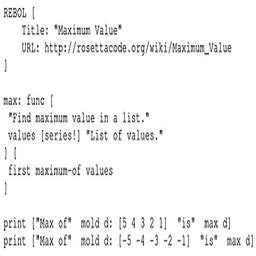 REBOL [
    Title: "Maximum Value"
    URL: http://rosettacode.org/wiki/Maximum_Value
]

max: func [
 "Find maximum value in a list."
 values [series!] "List of values."
] [
 first maximum-of values
]

print ["Max of"  mold d: [5 4 3 2 1]  "is"  max d]
print ["Max of"  mold d: [-5 -4 -3 -2 -1]  "is"  max d]